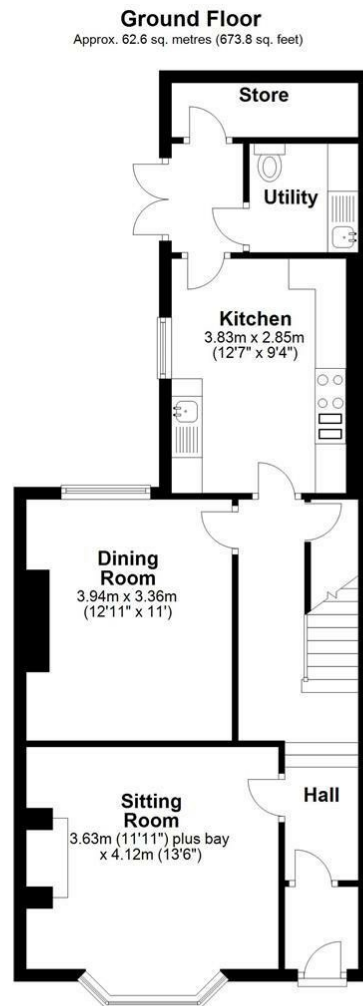 Ground Floor
Approx. 62.6 sq. metres (673.8 sq. feet)
Store
Utility
Kitchen
3.83m x 2.85m
(12'7" x 9'4")
Dining
Room
3.94m x 3.36m
(12'11" x 11')
Sitting
Room
3.63m (11'11") plus bay
x 4.12m (13'6")
Hall